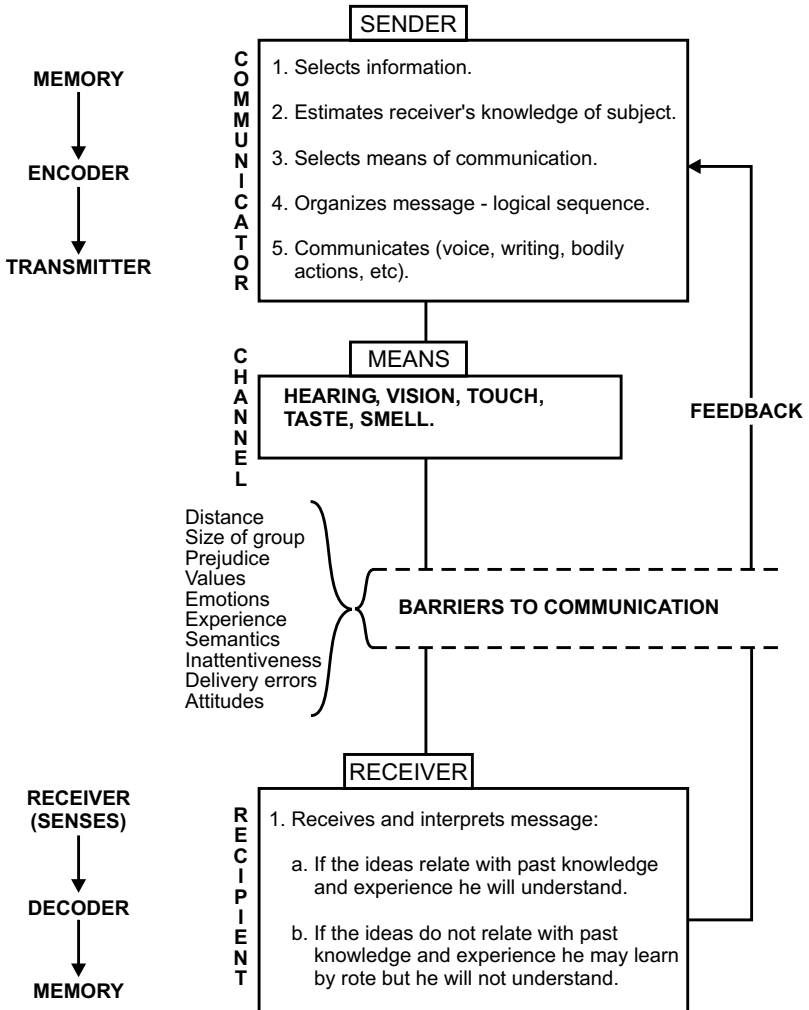 SENDER
COMMUNICATOR
MEMORY
ENCODER
TRANSMITTER
1. Selects information.
2. Estimates receiver's knowledge of subject.
3. Selects means of communication.
4. Organizes message - logical sequence.
5. Communicates (voice, writing, bodily
actions, etc).
MEANS
CHANNEL
HEARING, VISION, TOUCH,
TASTE, SMELL.
FEEDBACK
Distance
Size of group
Prejudice
Values
Emotions
Experience
Semantics
Inattentiveness
Delivery errors
Attitudes
BARRIERS TO COMMUNICATION
RECEIVER
RECIPIENT
RECEIVER
(SENSES)
DECODER
MEMORY
1. Receives and interprets message:
a. If the ideas relate with past knowledge
and experience he will understand.
b. If the ideas do not relate with past
knowledge and experience he may learn
by rote but he will not understand.